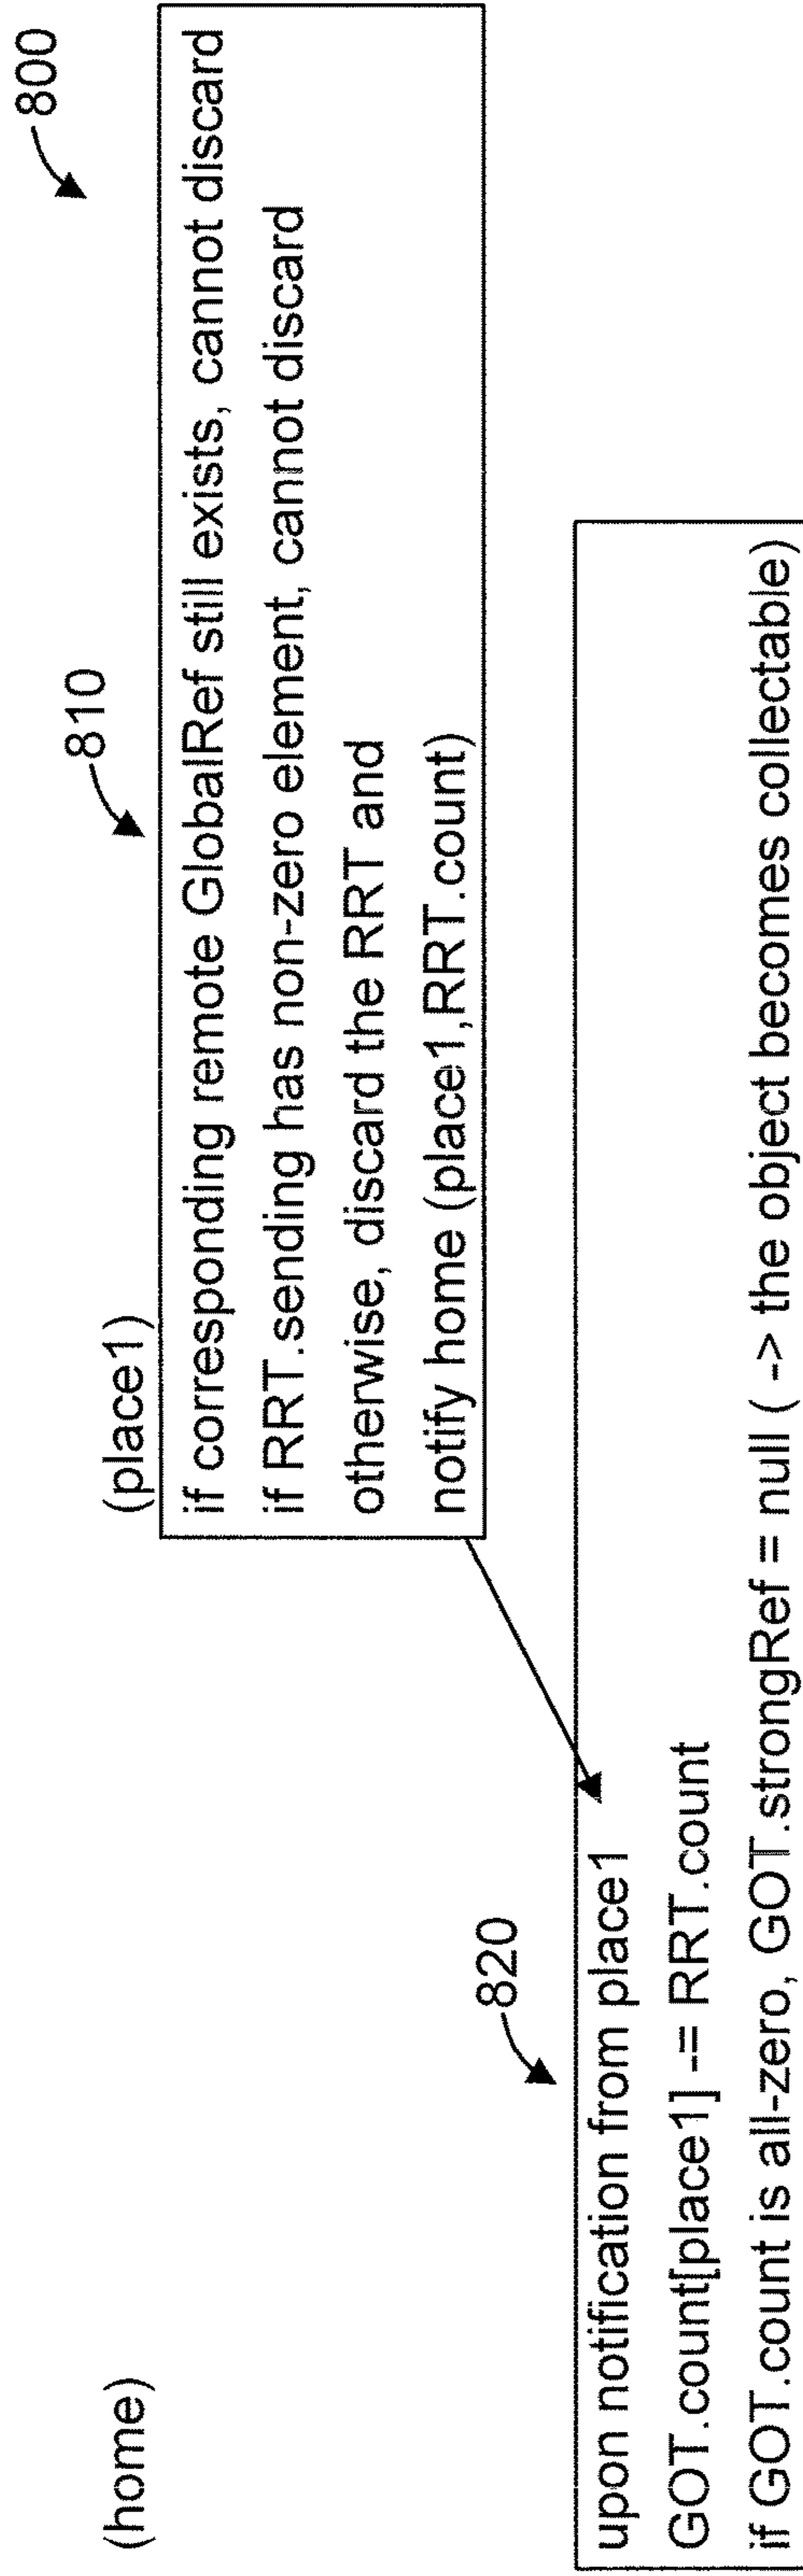 800
(home)
(place1)
810
if corresponding remote GlobalRef still exists, cannot discard
if RRT.sending has non-zero element, cannot discard
otherwise, discard the RRT and
notify home (place1,RRT.count)
820
upon notification from place1
GOT.count[place1] -= RRT.count
if GOT.count is all-zero, GOT.strongRef = null ( -> the object becomes collectable)